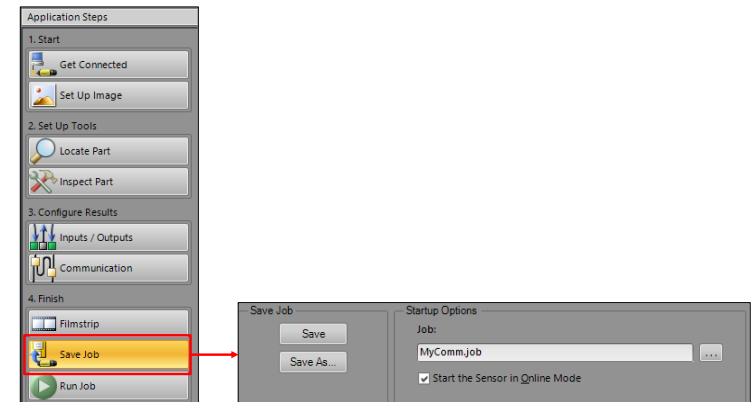 Application Steps
1. Start
Get Connected
Set Up Image
2. Set Up Tools
Locate Part
Inspect Part
3. Configure Results
Inputs / Outputs
Communication
4. Finish
Filmstrip
Save Job
Run Job
Save Job
Save
Save As...
Startup Options
Job:
MyComm.job
...
Start the Sensor in Online Mode